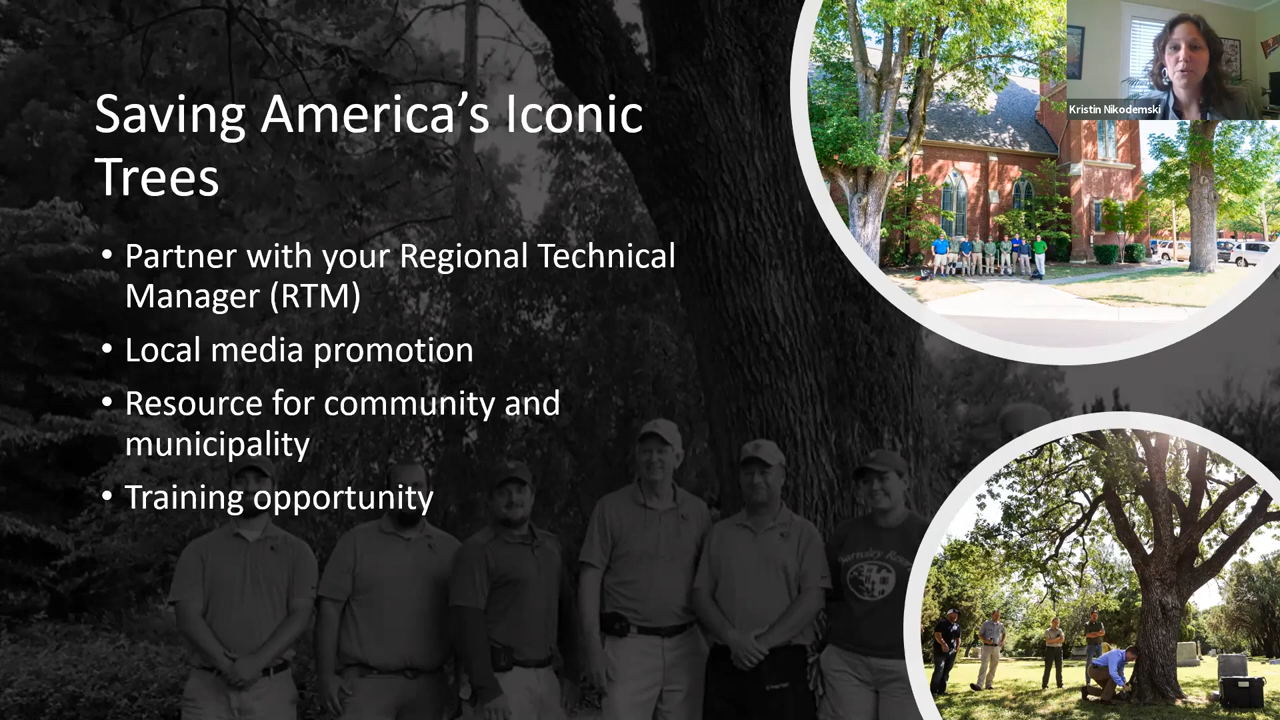 Saving America’s Iconic
Trees
• Partner with your Regional Technical
Manager (RTM)
• Local media promotion
• Resource for community and
municipality
• Training opportunity
Kristin Nikodemski